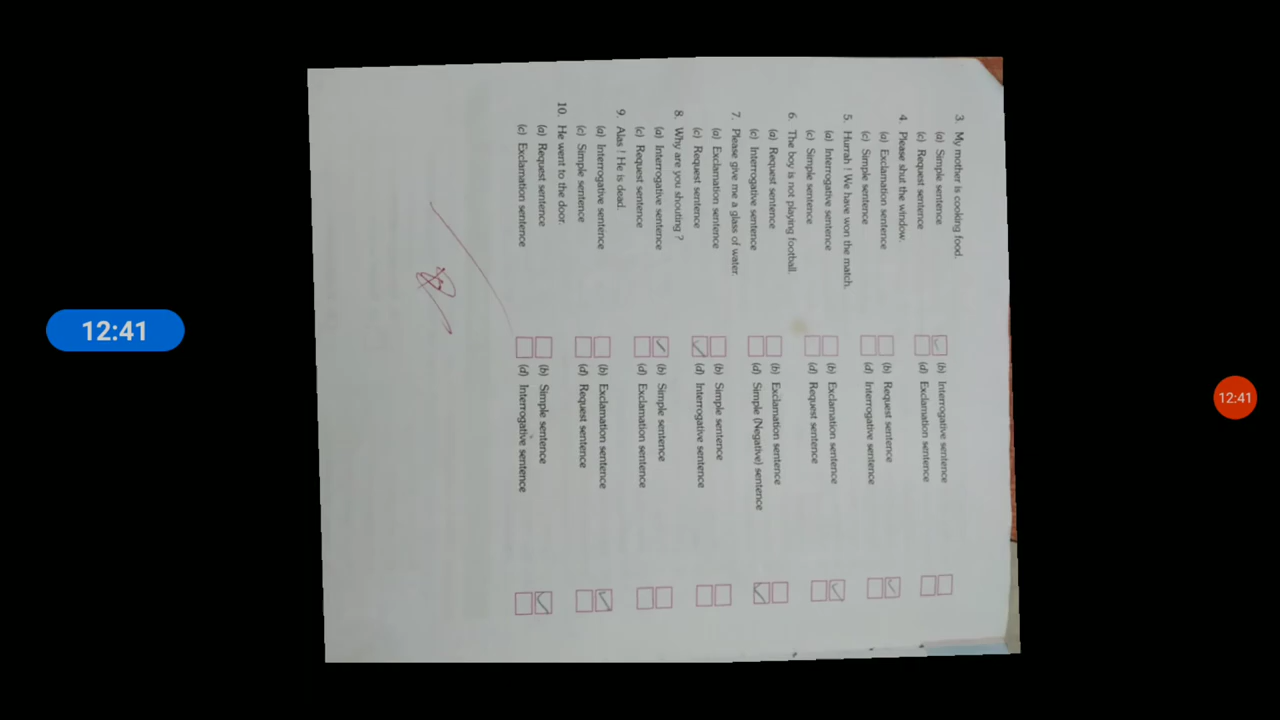 3. My mother is cooking food.
(a) Simple sentence (b) Interrogative sentence
(c) Request sentence (d) Exclamation sentence
4. Please shut the window.
(a) Exclamation sentence (b) Request sentence
(c) Simple sentence (d) Interrogative sentence
5. Hurrah ! We have won the match.
(a) Interrogative sentence (b) Exclamation sentence
(c) Simple sentence (d) Request sentence
6. The boy is not playing football.
(a) Request sentence (b) Exclamation sentence
(c) Interrogative sentence (d) Simple (Negative) sentence
7. Please give me a glass of water.
(a) Exclamation sentence (b) Simple sentence
(c) Request sentence (d) Interrogative sentence
8. Why are you shouting ?
(a) Interrogative sentence (b) Simple sentence
(c) Request sentence (d) Exclamation sentence
9. Alas ! He is dead.
(a) Interrogative sentence (b) Exclamation sentence
(c) Simple sentence (d) Request sentence
10. He went to the door.
(a) Request sentence (b) Simple sentence
(c) Exclamation sentence (d) Interrogative sentence
12:41
12:41